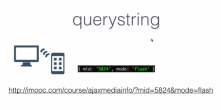 querystring
{ mid: '5824', mode: 'flash' }
http://imooc.com/course/ajaxmediainfo/?mid=5824&mode=flash